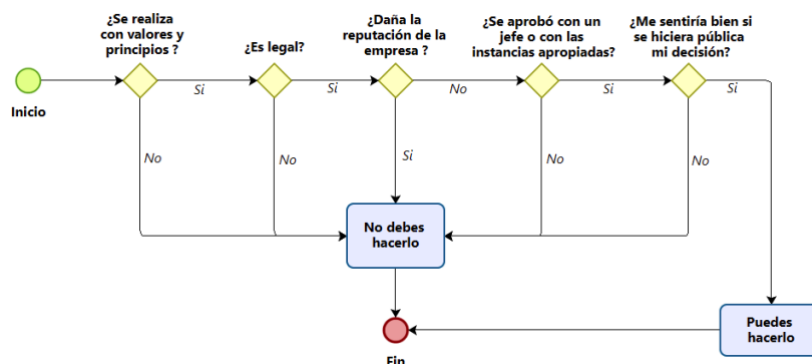 ¿Se realiza
con valores y
principios ?
¿Es legal?
¿Daña la
reputación de la
empresa ?
¿Se aprobó con un
jefe o con las
instancias apropiadas?
¿Me sentiría bien si
se hiciera pública
mi decisión?
Inicio
Si
Si
No
Si
Si
No
No
Si
No
No
No debes
hacerlo
Puedes
hacerlo
Fin